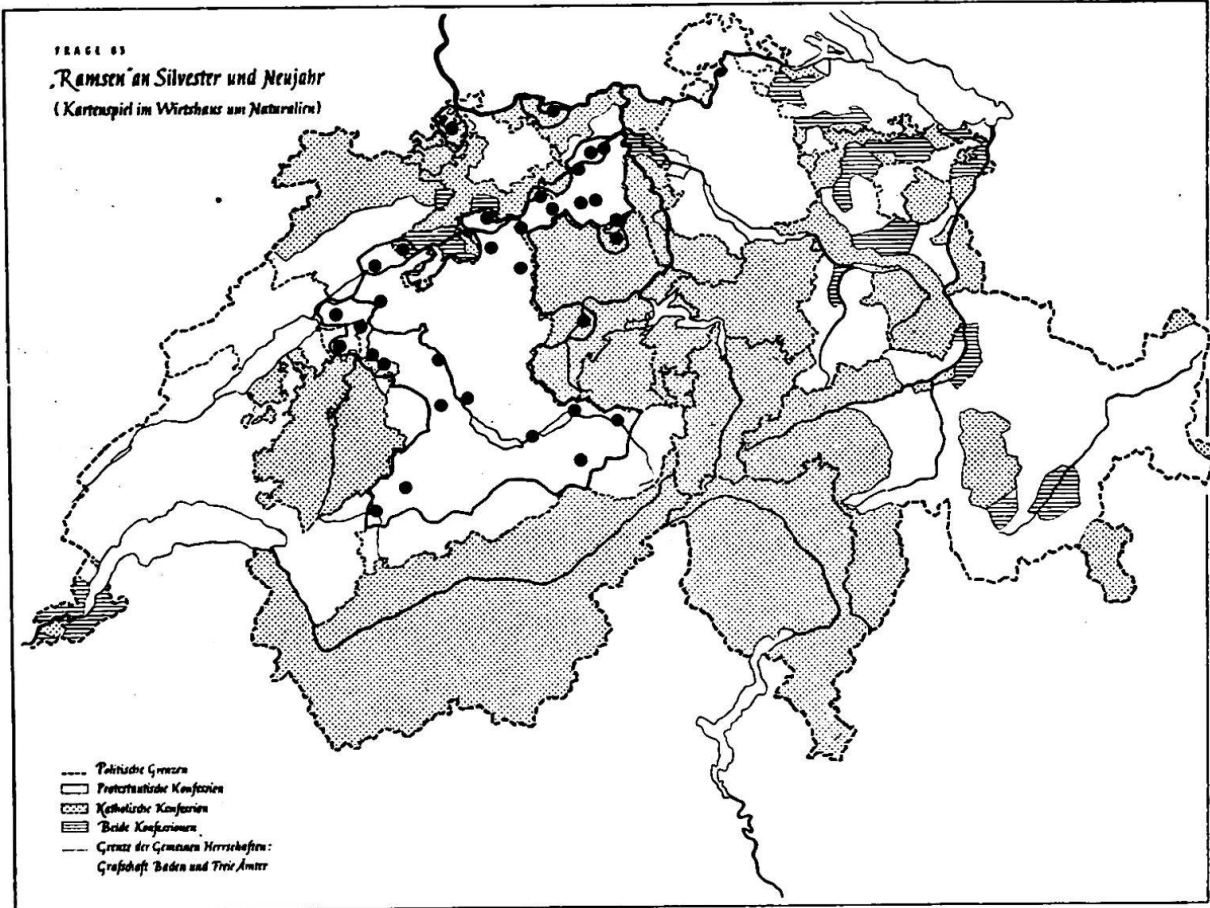 FRAGE 83
„Ramsen" an Silvester und Neujahr
(Kartenspiel im Wirtshaus um Naturalien)
Politische Grenzen
Protestantische Konfession
Katholische Konfession
Beide Konfessionen
Grenze der Gemeinen Herrschaften:
Grafschaft Baden und Freie Ämter